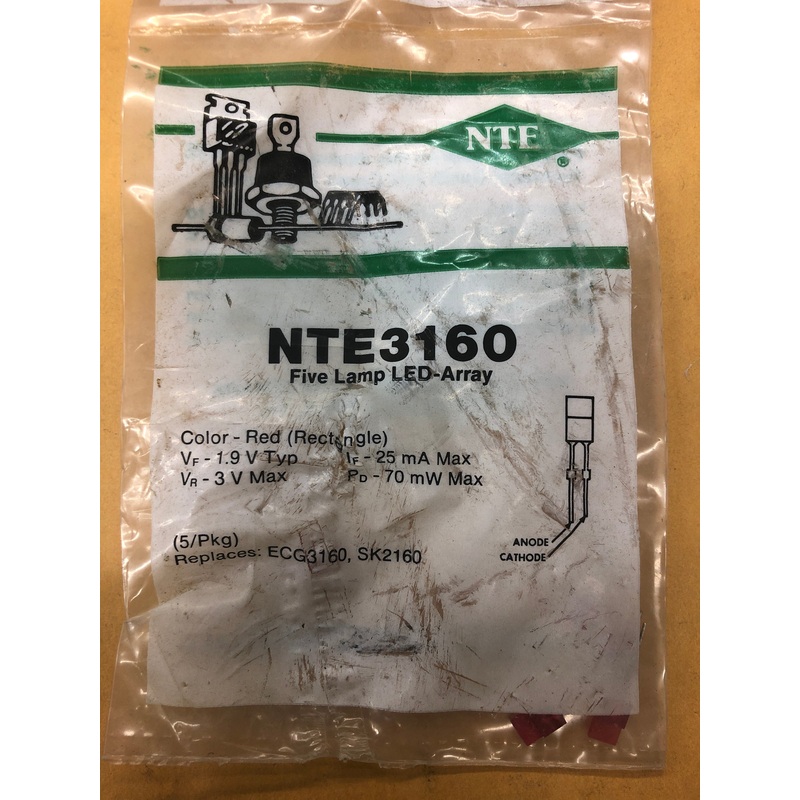 NTE
®
NTE3160
Five Lamp LED-Array
Color - Red (Rectangle)
VF - 1.9 V Typ IF - 25 mA Max
VR - 3 V Max PD - 70 mW Max
(5/Pkg)
Replaces: ECG3160, SK2160
ANODE
CATHODE